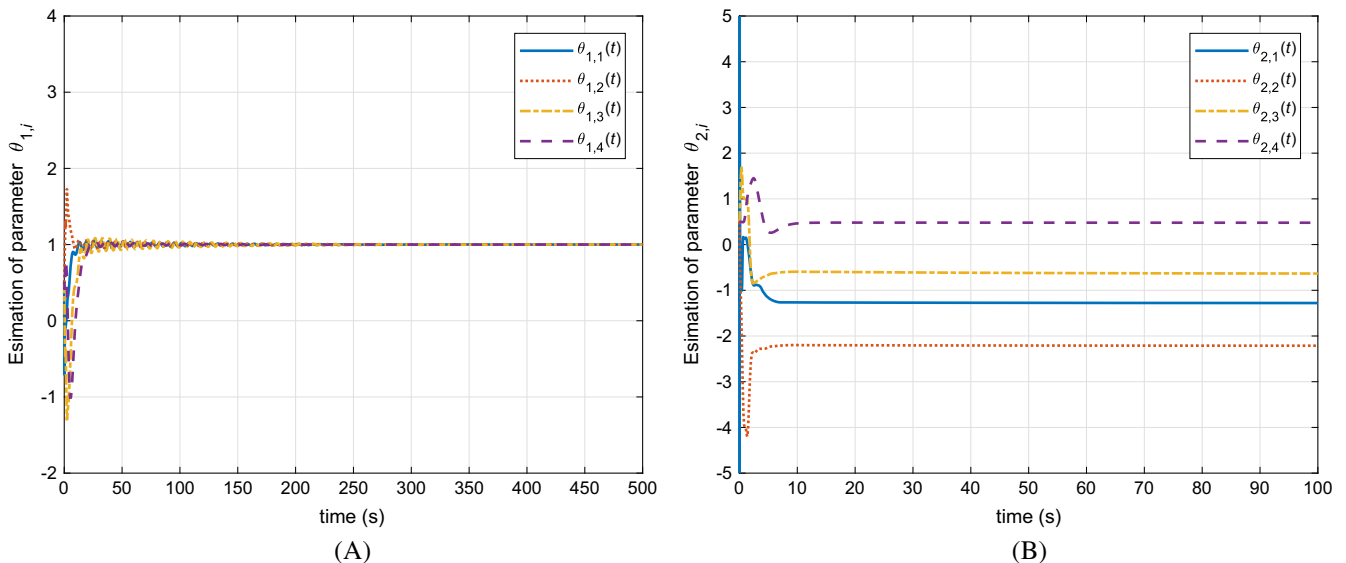 4
3
2
1
0
-1
-2
Esimation of parameter θ1,i
0 50 100 150 200 250 300 350 400 450 500
time (s)
θ1,1(t)
θ1,2(t)
θ1,3(t)
θ1,4(t)
(A)
5
4
3
2
1
0
-1
-2
-3
-4
-5
Esimation of parameter θ2,i
0 10 20 30 40 50 60 70 80 90 100
time (s)
θ2,1(t)
θ2,2(t)
θ2,3(t)
θ2,4(t)
(B)